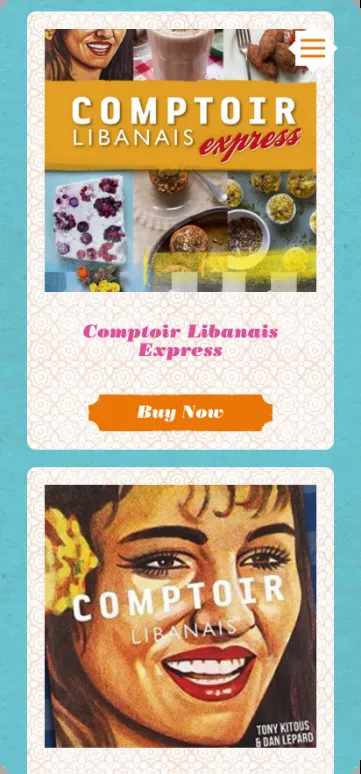 COMPTOIR
LIBANAIS express
Comptoir Libanais
Express
Buy Now
COMPTOIR
LIBANAIS
TONY KITOUS
& DAN LEPARD